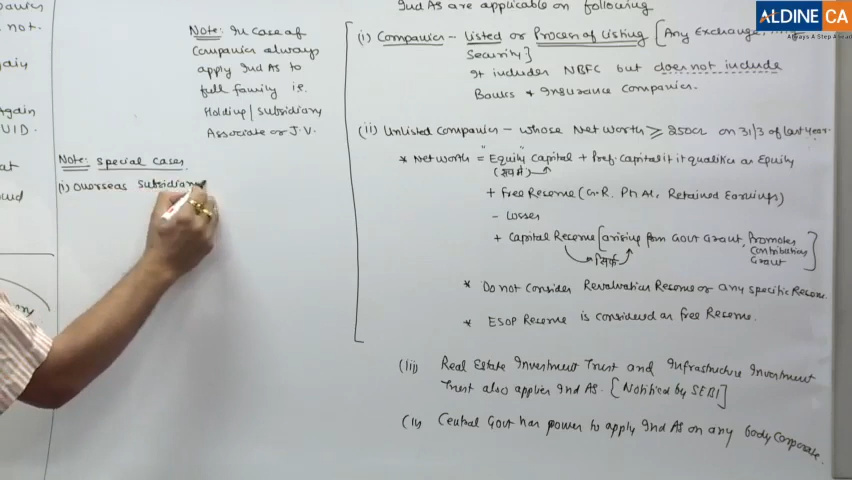 not.
Again
UID.
at
Note: In case of
Companies always
apply Ind AS to
full family i.e.
Holding / Subsidiary
Associate or J.V.
Note: Special Cases
(i) Overseas Subsidiary
Ind AS are applicable on following
(i) Companies - Listed or Process of Listing [Any Exchange,
Security]
It includes NBFC but does not include
Banks & Insurance Companies.
(ii) Unlisted Companies - whose Net worth ≥ 250Cr on 31/3 of last year.
* Net worth = "Equity" Capital + Pref. Capital if it qualifies as Equity
+ Free Reserve (G.R. P&L A/c, Retained Earnings)
- Losses
+ Capital Reserve [arising from Govt Grant, Promoters
Contribution
सिर्फ
Grant]
* Do not consider Revaluation Reserve or any specific Reserve.
* ESOP Reserve is considered as Free Reserve.
(iii) Real Estate Investment Trust and Infrastructure Investment
Trust also applies Ind AS. [Notified by SEBI]
(iv Central Govt has power to apply Ind AS on any body corporate.
ALDINE CA
Always A Step Ahead